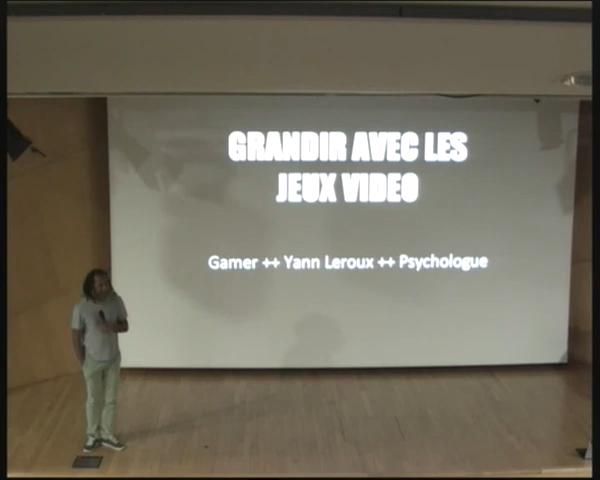 GRANDIR AVEC LES
JEUX VIDEO
Gamer ++ Yann Leroux ++ Psychologue